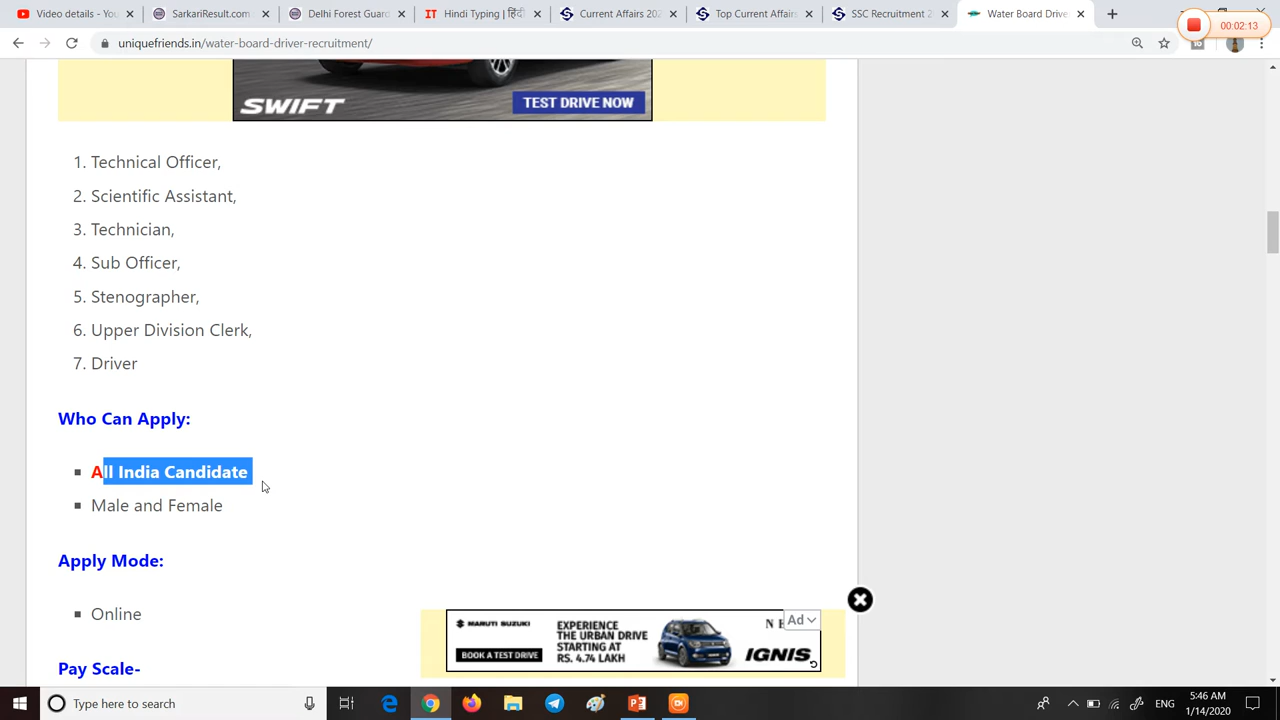 Video details - You
SarkariResult.com
Delhi Forest Guard
Hindi Typing |
Current Affairs 202
Top Current Affairs
SSC Recruitment 2
Water Board Drive
00:02:13
uniquefriends.in/water-board-driver-recruitment/
SWIFT
TEST DRIVE NOW
1. Technical Officer,
2. Scientific Assistant,
3. Technician,
4. Sub Officer,
5. Stenographer,
6. Upper Division Clerk,
7. Driver
Who Can Apply:
All India Candidate
Male and Female
Apply Mode:
Online
MARUTI SUZUKI
BOOK A TEST DRIVE
EXPERIENCE
THE URBAN DRIVE
STARTING AT
RS. 4.74 LAKH
Ad
IGNIS
Pay Scale-
Type here to search
ENG
5:46 AM
1/14/2020